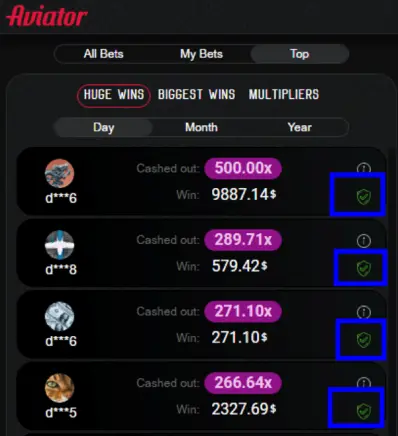 Aviator
All Bets My Bets Top
HUGE WINS BIGGEST WINS MULTIPLIERS
Day Month Year
Cashed out: 500.00x
d***6 Win: 9887.14$
Cashed out: 289.71x
d***8 Win: 579.42$
Cashed out: 271.10x
d***6 Win: 271.10$
Cashed out: 266.64x
d***5 Win: 2327.69$